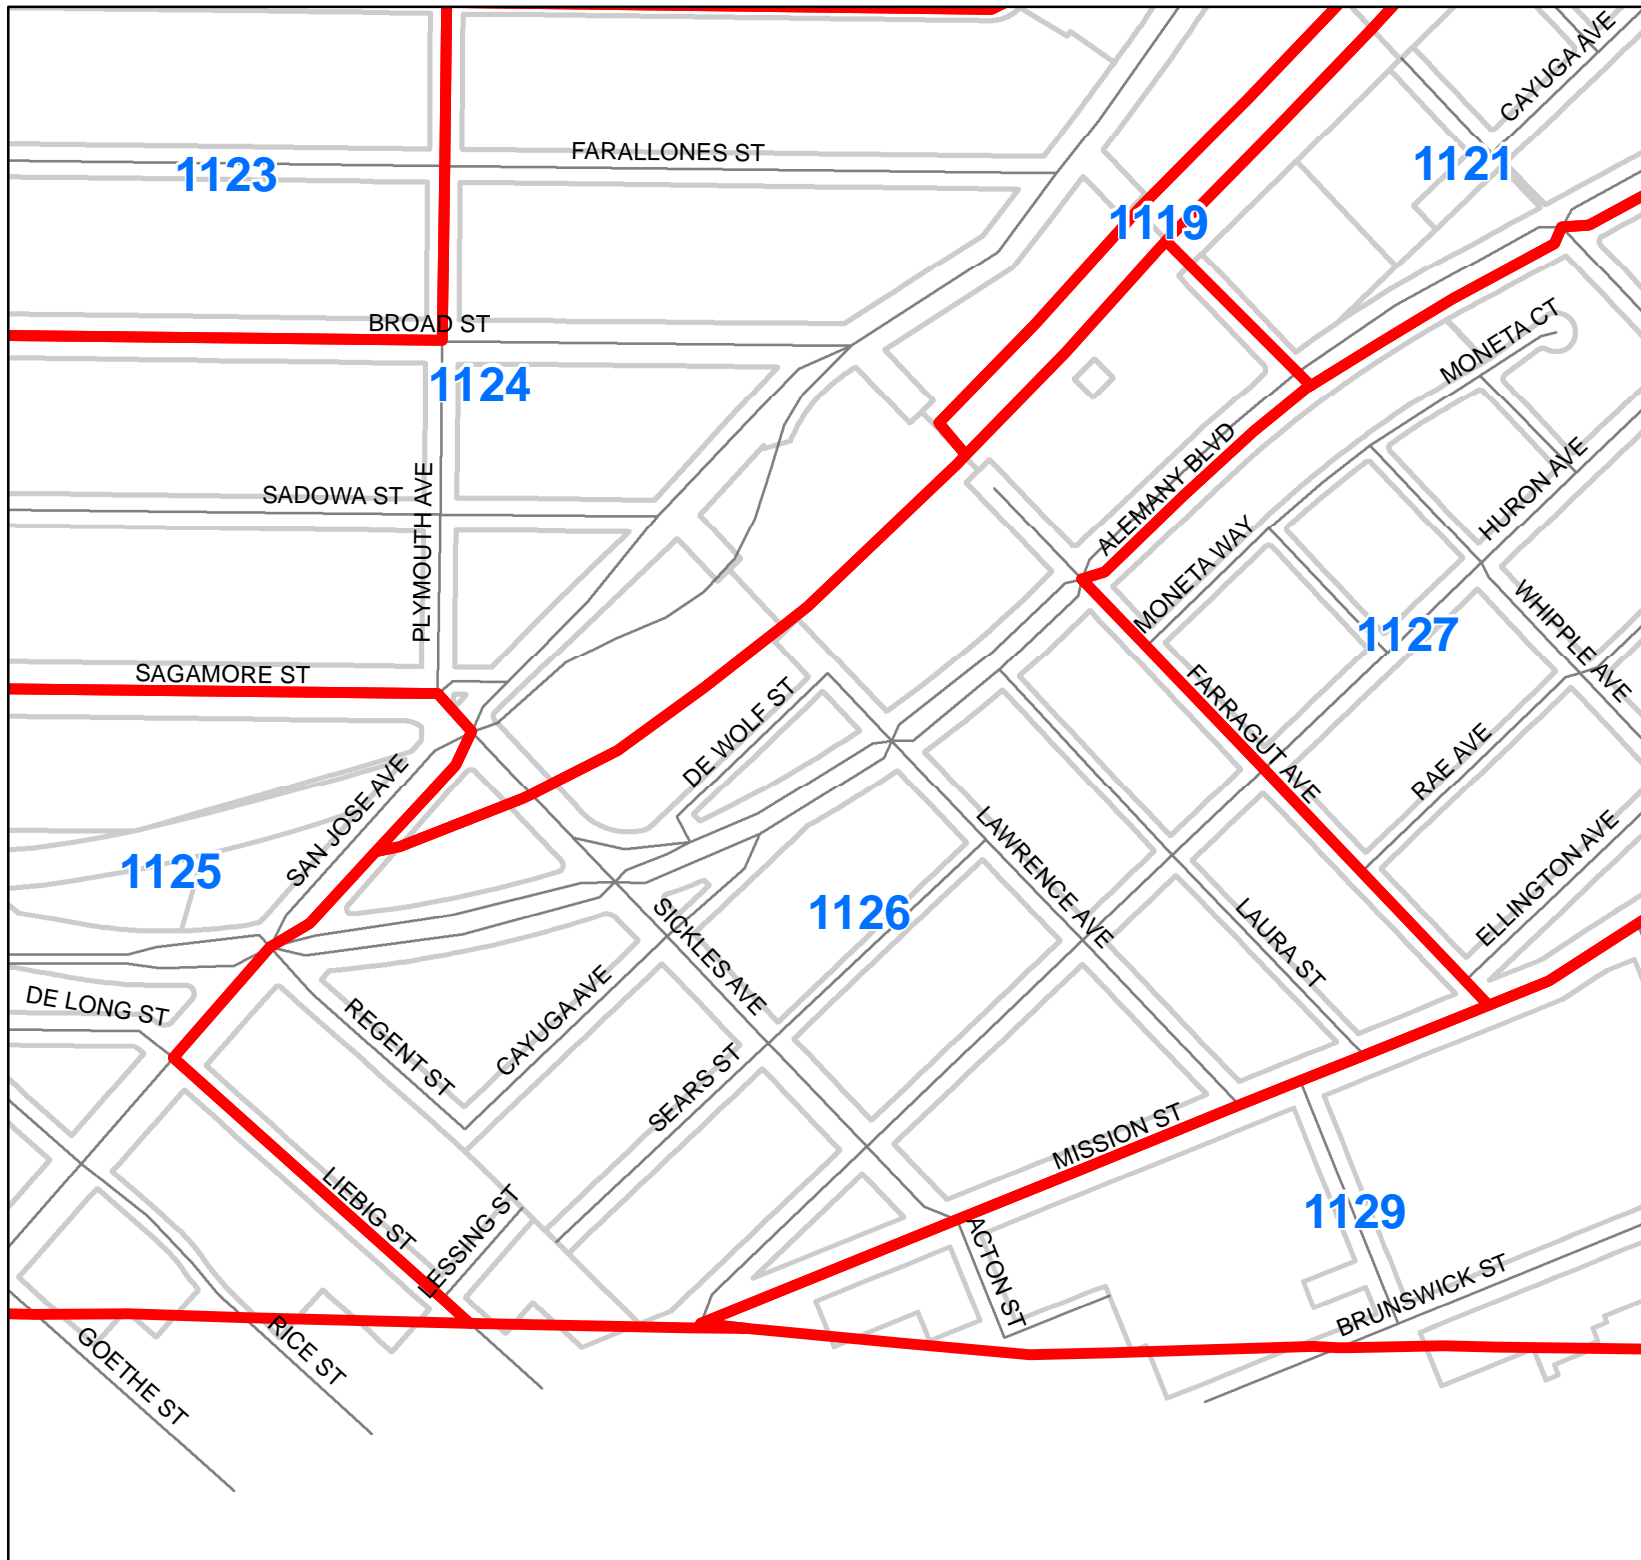 CAYUGA AVE
FARALLONES ST
1123
1121
1119
BROAD ST
MONETA CT
1124
ALEMANY BLVD
HURON AVE
SADOWA ST
PLYMOUTH AVE
MONETA WAY
WHIPPLE AVE
1127
SAGAMORE ST
DE WOLF ST
FARRAGUT AVE
RAE AVE
SAN JOSE AVE
LAWRENCE AVE
ELLINGTON AVE
1125
1126
SICKLES AVE
LAURA ST
DE LONG ST
REGENT ST
CAYUGA AVE
SEARS ST
MISSION ST
LIEBIG ST
LESSING ST
1129
ACTON ST
BRUNSWICK ST
RICE ST
GOETHE ST